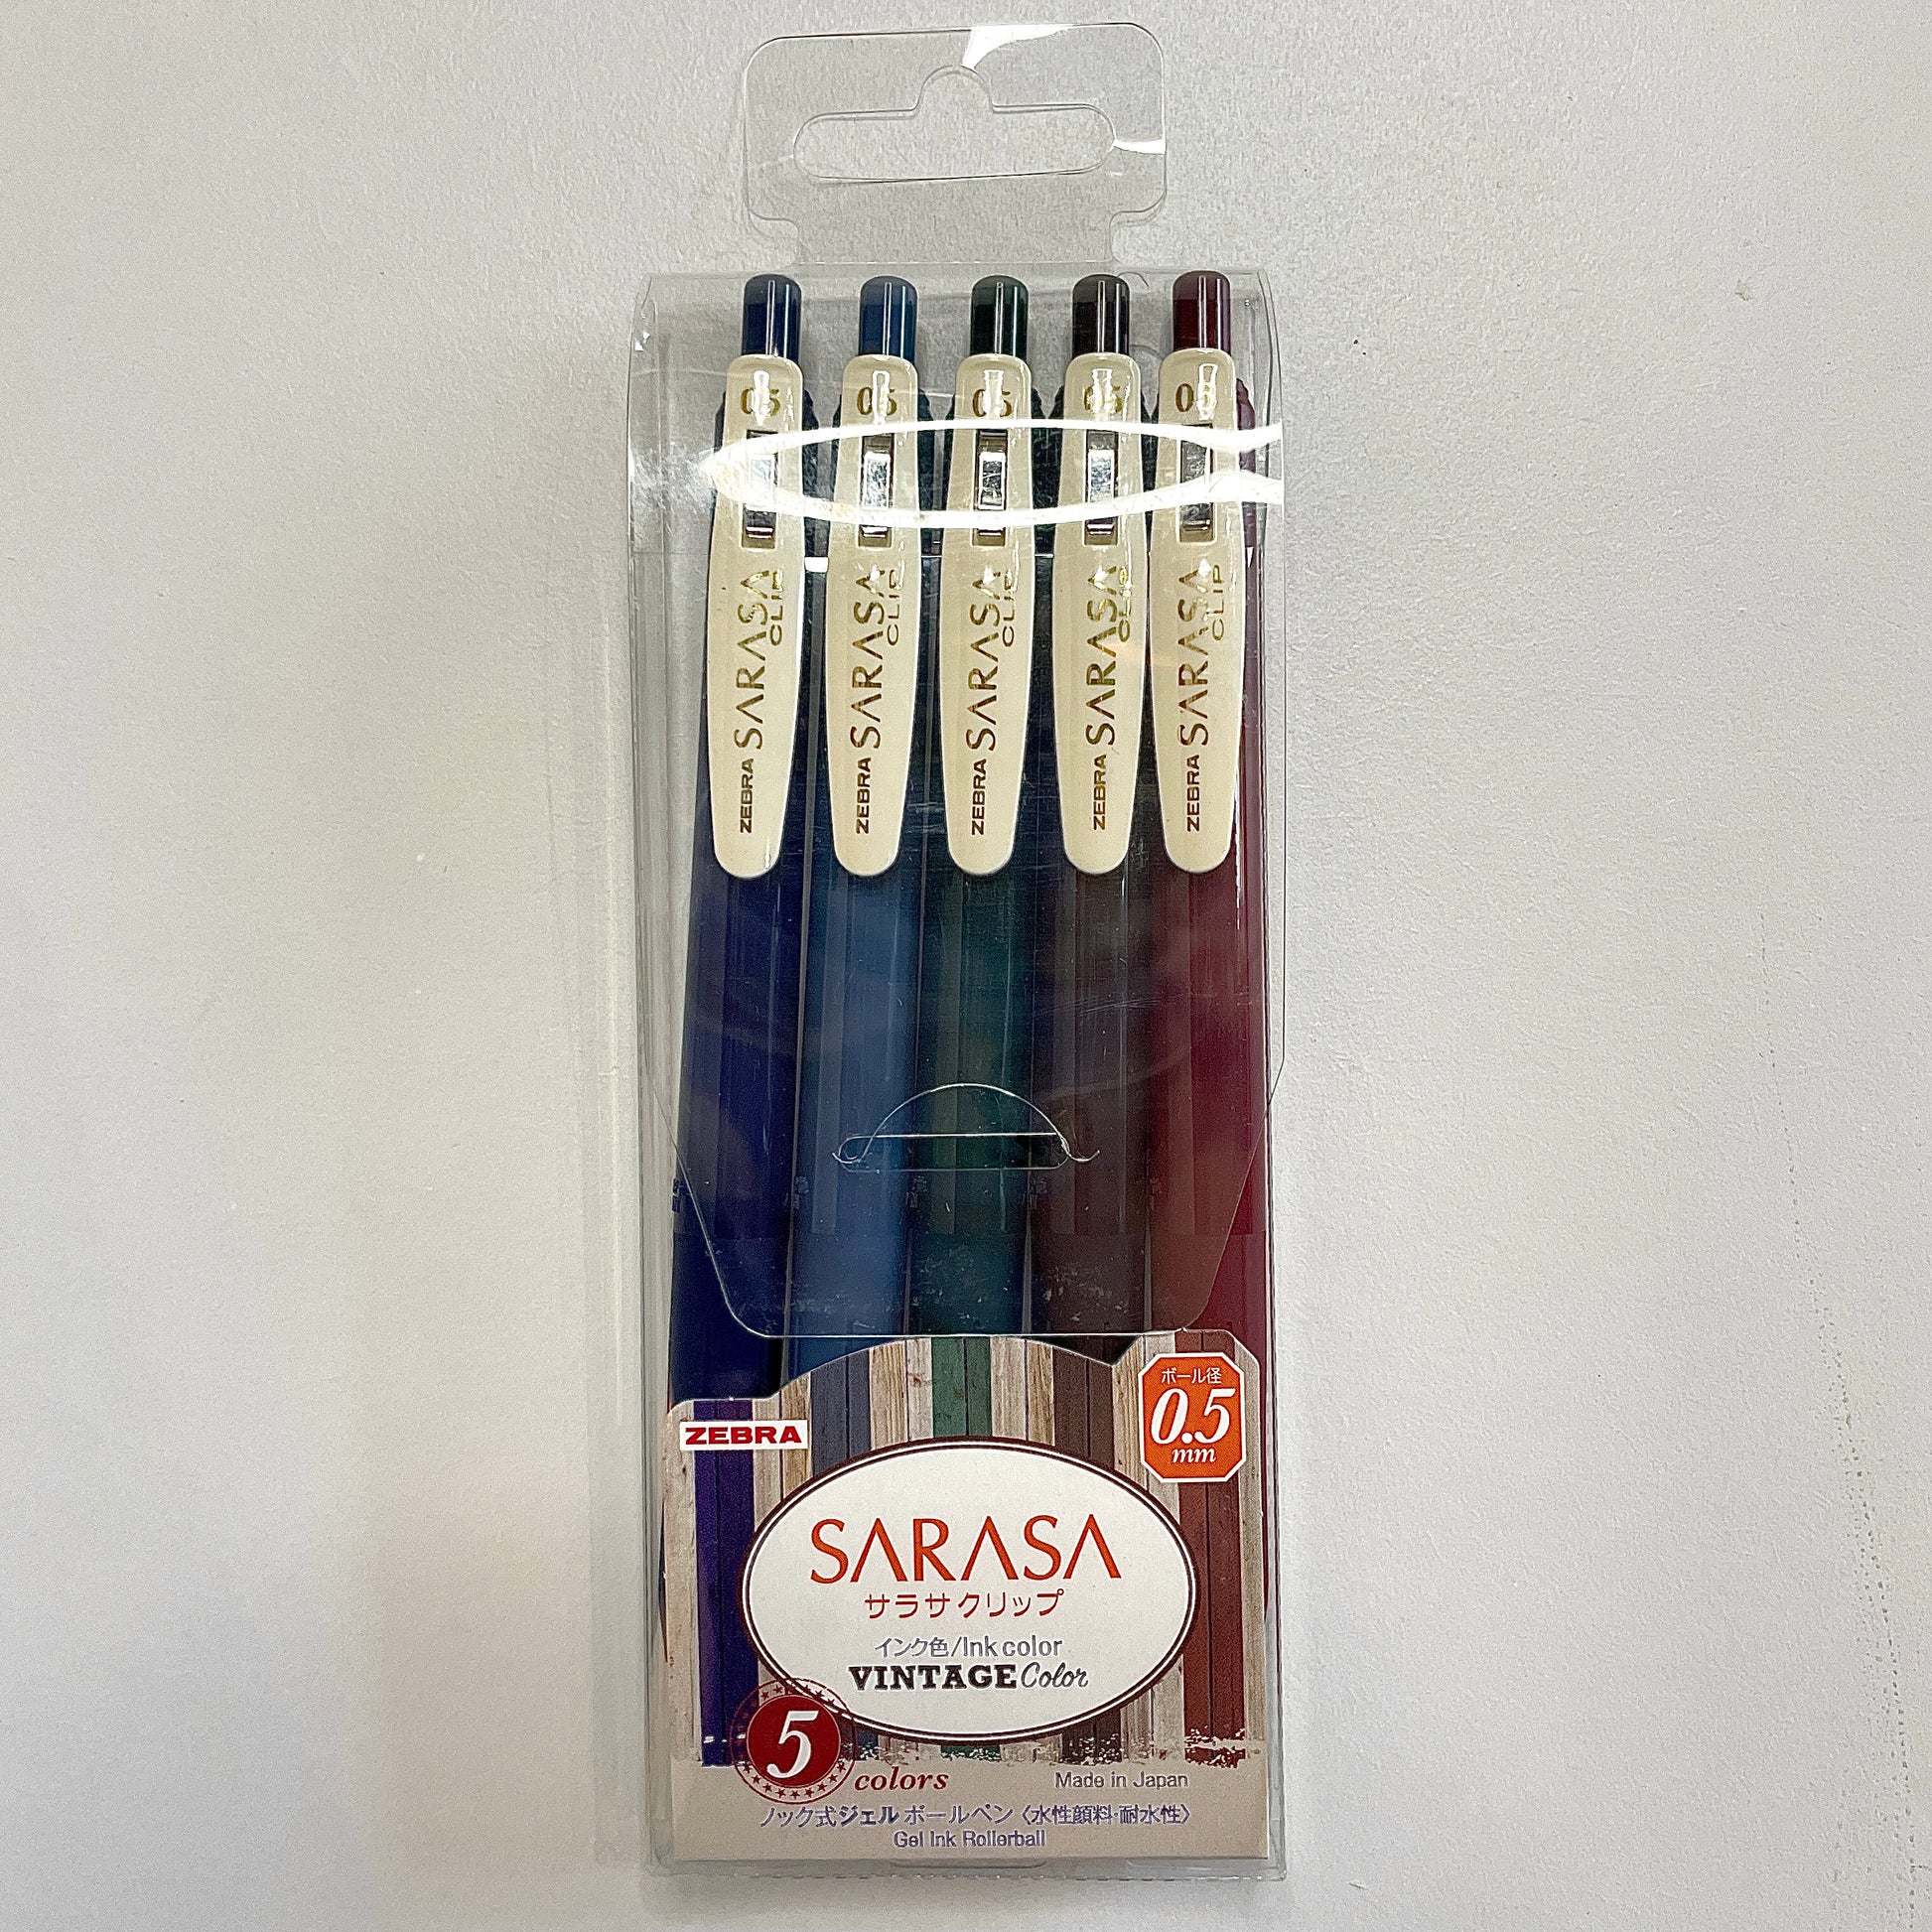 05
05
05
05
05
ZEBRA SARASA CLIP
ZEBRA SARASA CLIP
ZEBRA SARASA CLIP
ZEBRA SARASA CLIP
ZEBRA SARASA CLIP
ボール径
0.5
mm
ZEBRA
SARASA
サラサクリップ
インク色/Ink color
VINTAGE Color
5 colors
Made in Japan
ノック式ジェルボールペン〈水性顔料・耐水性〉
Gel Ink Rollerball